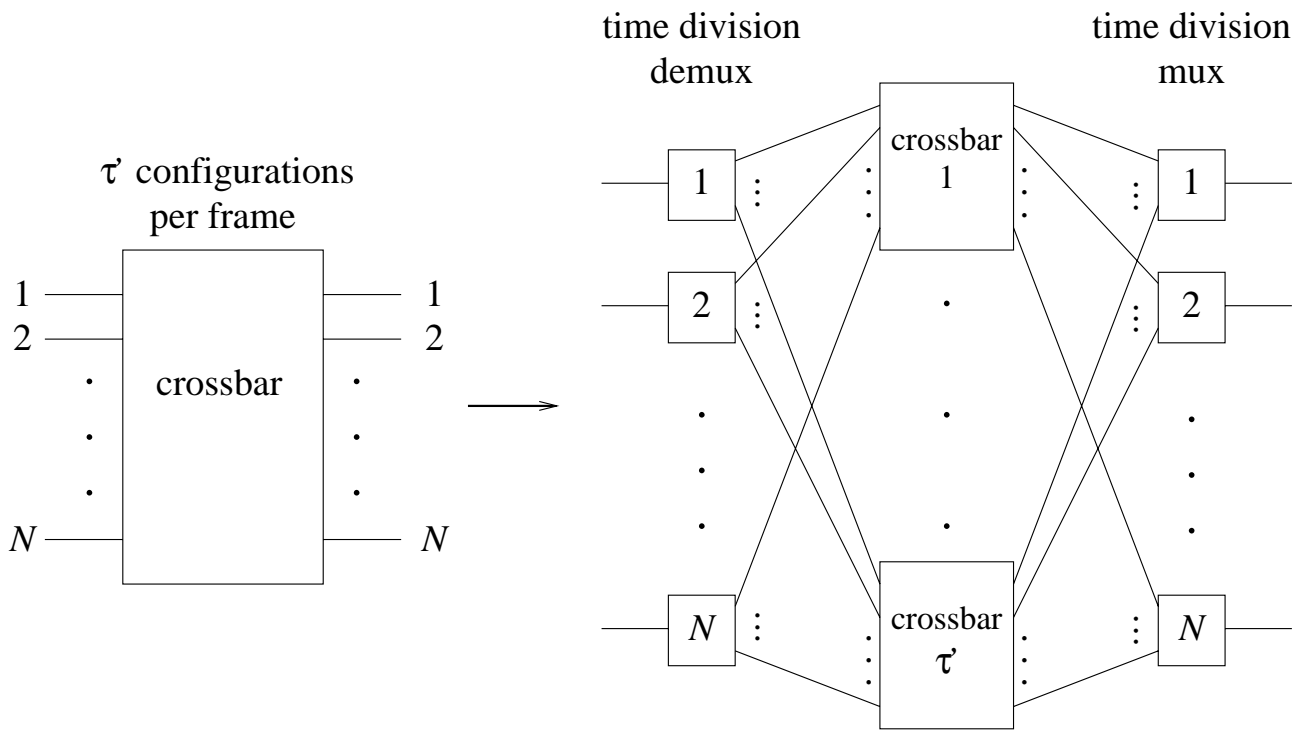 τ' configurations
per frame
1
2
N
crossbar
1
2
N
time division
demux
1
2
N
crossbar
1
crossbar
τ'
time division
mux
1
2
N